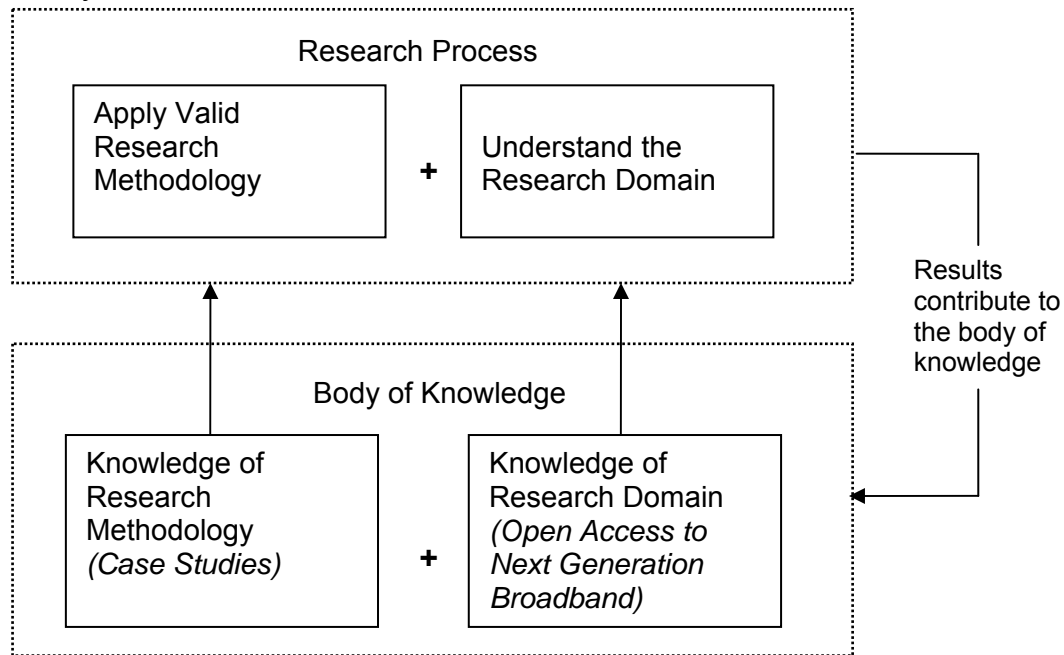 Research Process
Apply Valid
Research
Methodology
+
Understand the
Research Domain
Results
contribute to
the body of
knowledge
Body of Knowledge
Knowledge of
Research
Methodology
(Case Studies)
+
Knowledge of
Research Domain
(Open Access to
Next Generation
Broadband)